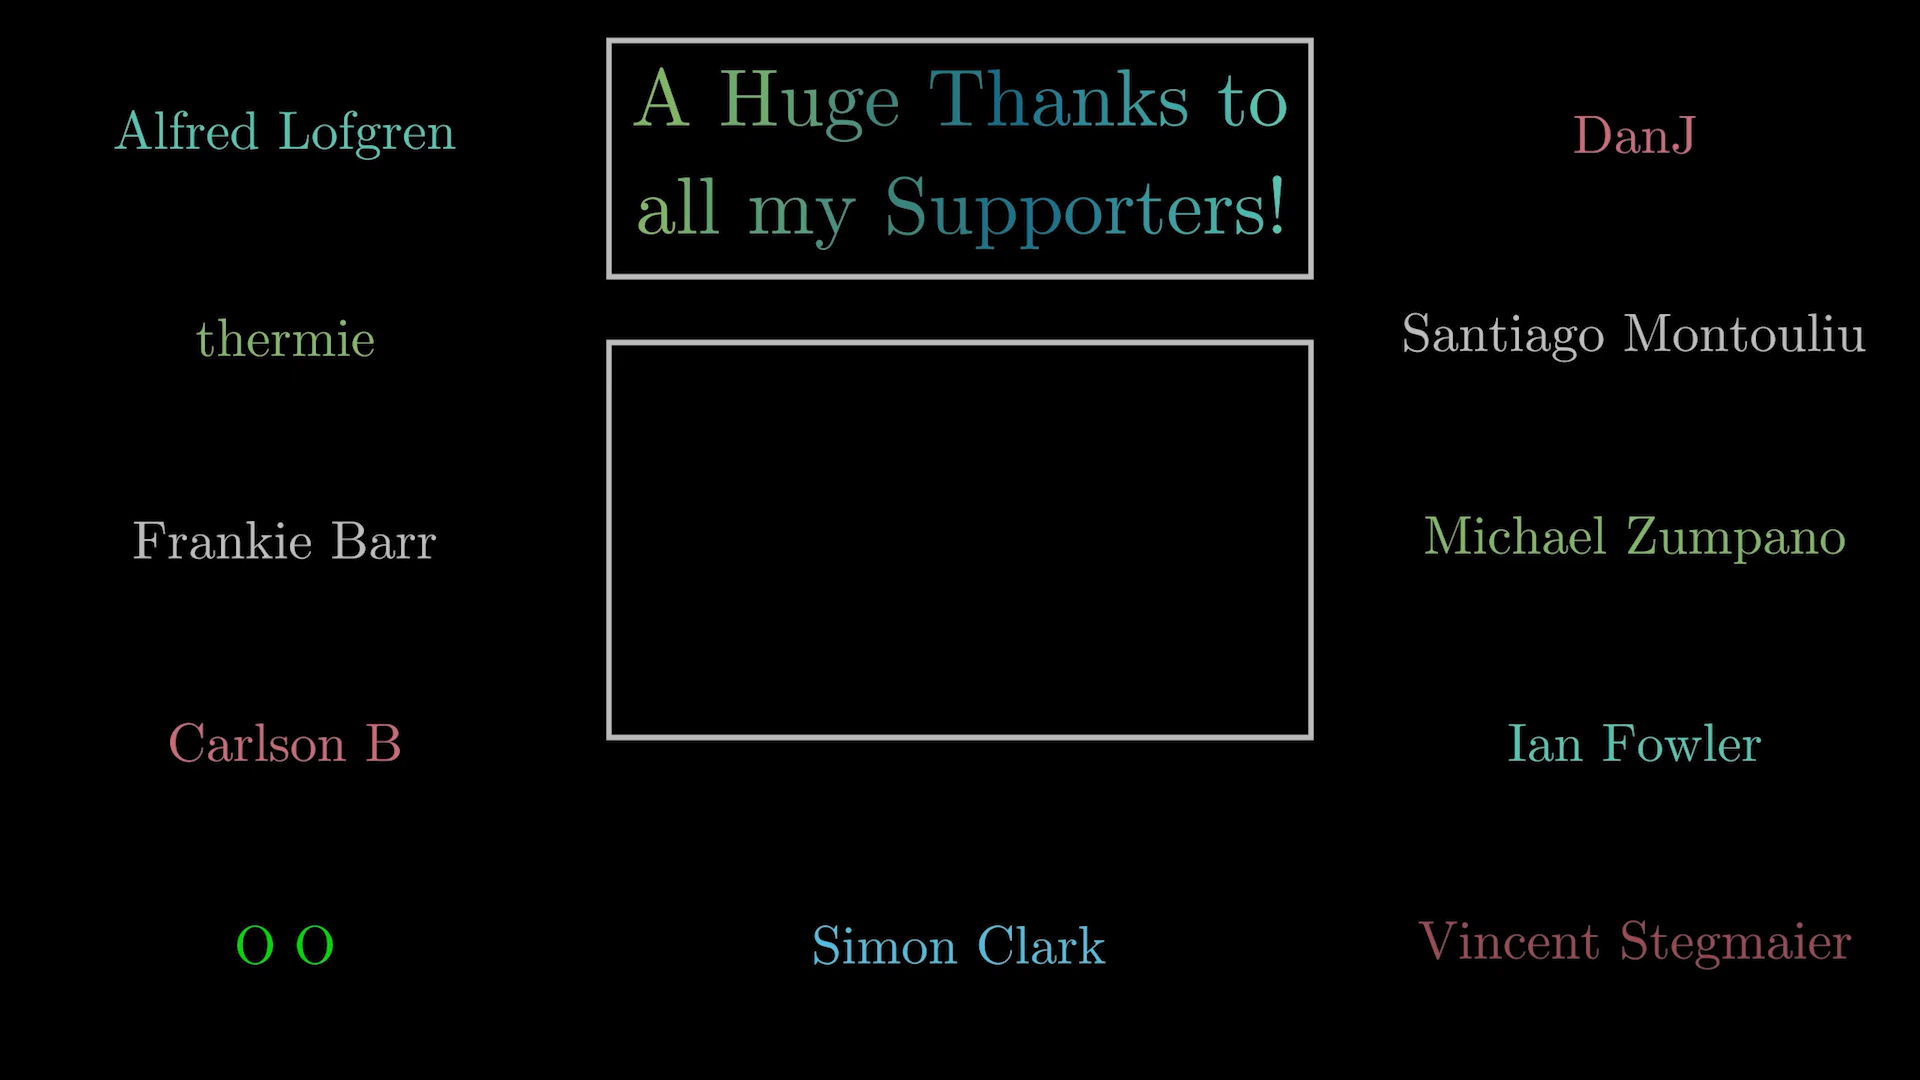 A Huge Thanks to
all my Supporters!
Alfred Lofgren
thermie
Frankie Barr
Carlson B
O O
Simon Clark
DanJ
Santiago Montouliu
Michael Zumpano
Ian Fowler
Vincent Stegmaier